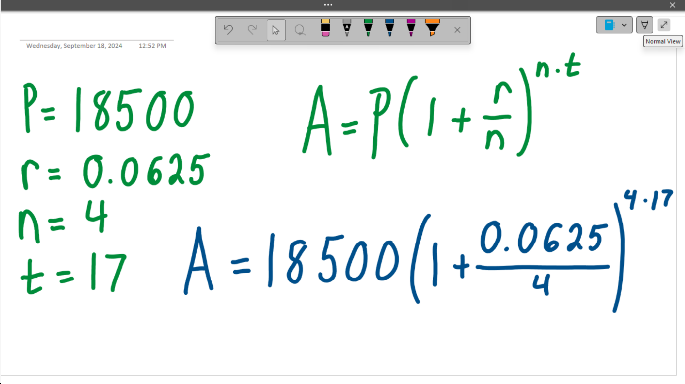 Wednesday, September 18, 2024 12:52 PM
Normal View
P = 18500
r = 0.0625
n = 4
t = 17
A = P(1 + r/n)^n·t
A = 18500(1 + 0.0625/4)^4·17